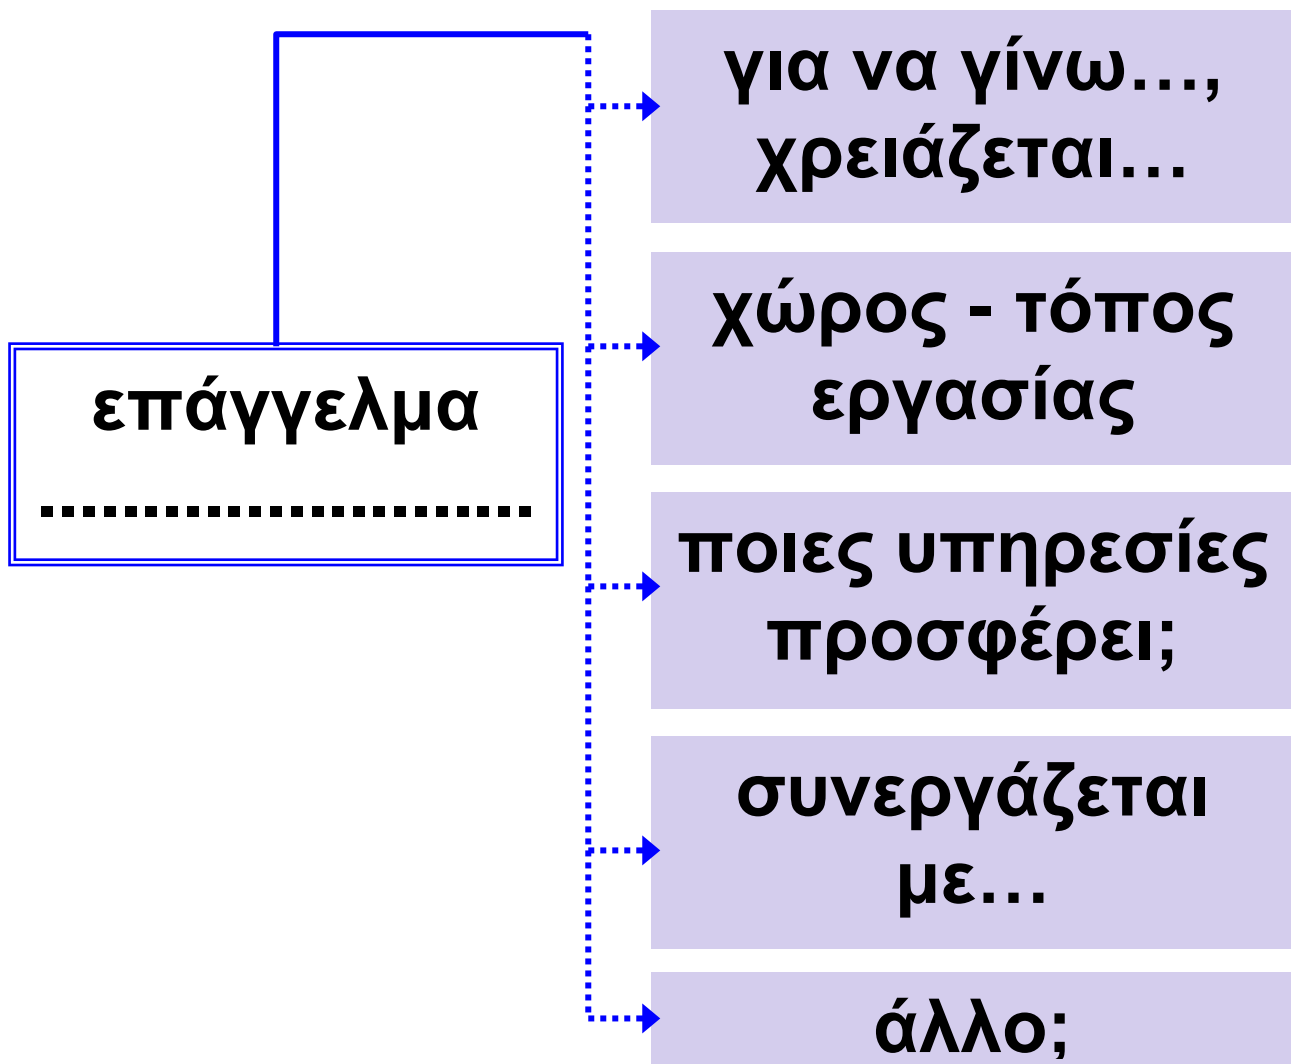 για να γίνω…,
χρειάζεται…
χώρος - τόπος
εργασίας
επάγγελμα
........................
ποιες υπηρεσίες
προσφέρει;
συνεργάζεται
με…
άλλο;